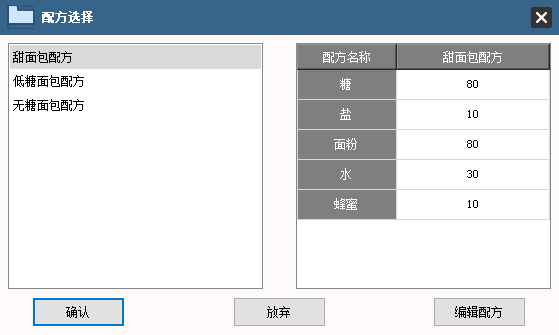 配方选择
甜面包配方
低糖面包配方
无糖面包配方
配方名称 甜面包配方
糖 80
盐 10
面粉 80
水 30
蜂蜜 10
确认 放弃 编辑配方